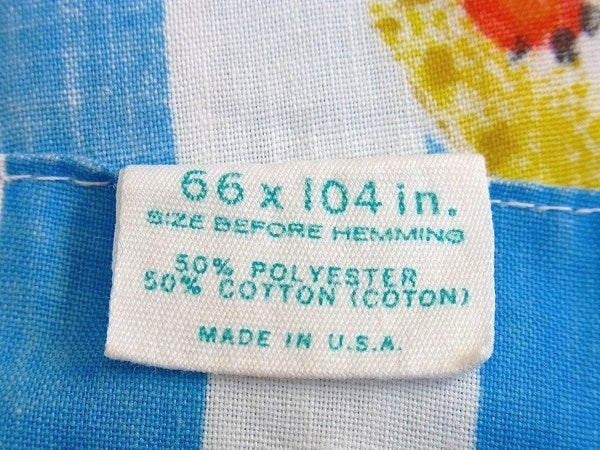 66 x 104 in.
SIZE BEFORE HEMMING
50% POLYESTER
50% COTTON (COTON)
MADE IN U.S.A.